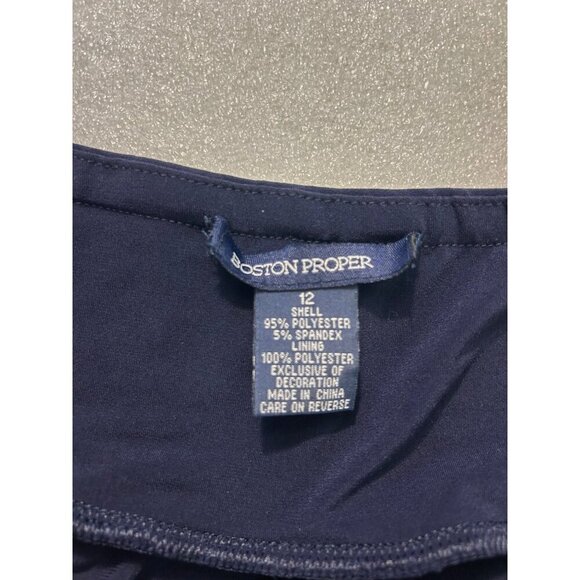 BOSTON PROPER
12
SHELL
95% POLYESTER
5% SPANDEX
LINING
100% POLYESTER
EXCLUSIVE OF
DECORATION
MADE IN CHINA
CARE ON REVERSE